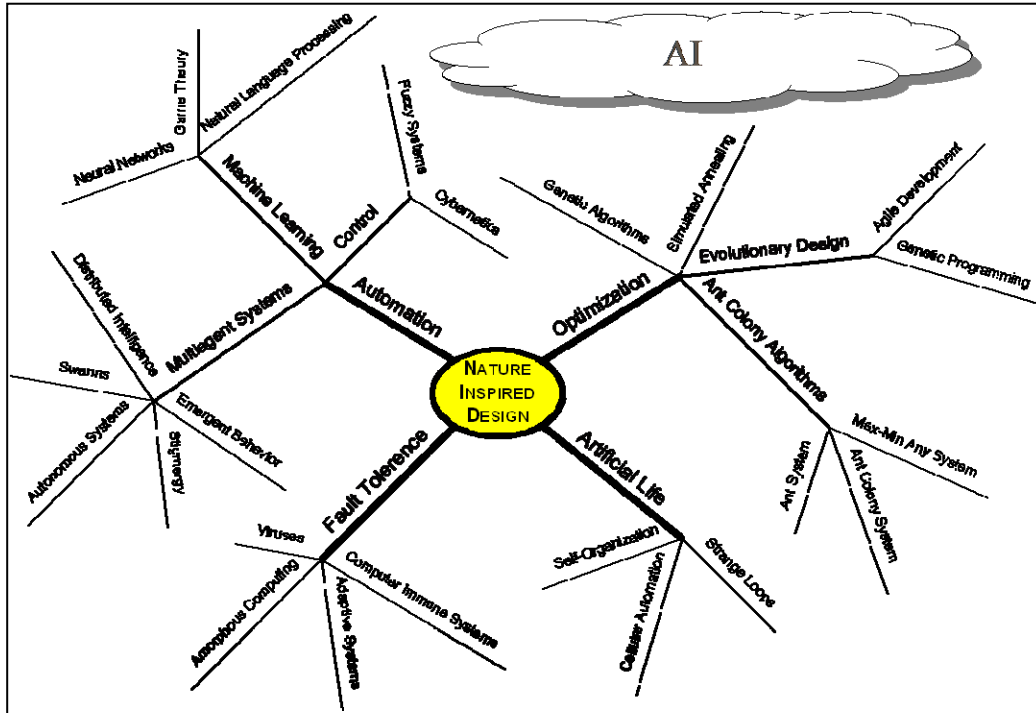 AI
Game Theory
Natural Language Processing
Neural Networks
Machine Learning
Fuzzy Systems
Control
Cybernetics
Automation
Distributed Intelligence
Multiagent Systems
Swarms
Autonomous Systems
Stigmergy
Emergent Behavior
Genetic Algorithms
Simulated Annealing
Agile Development
Evolutionary Design
Genetic Programming
Optimization
Ant Colony Algorithms
Max-Min Any System
Ant System
Ant Colony System
NATURE
INSPIRED
DESIGN
Fault Tolerence
Viruses
Amorphous Computing
Adaptive Systems
Computer Immune Systems
Artificial Life
Self-Organization
Cellular Automation
Strange Loops